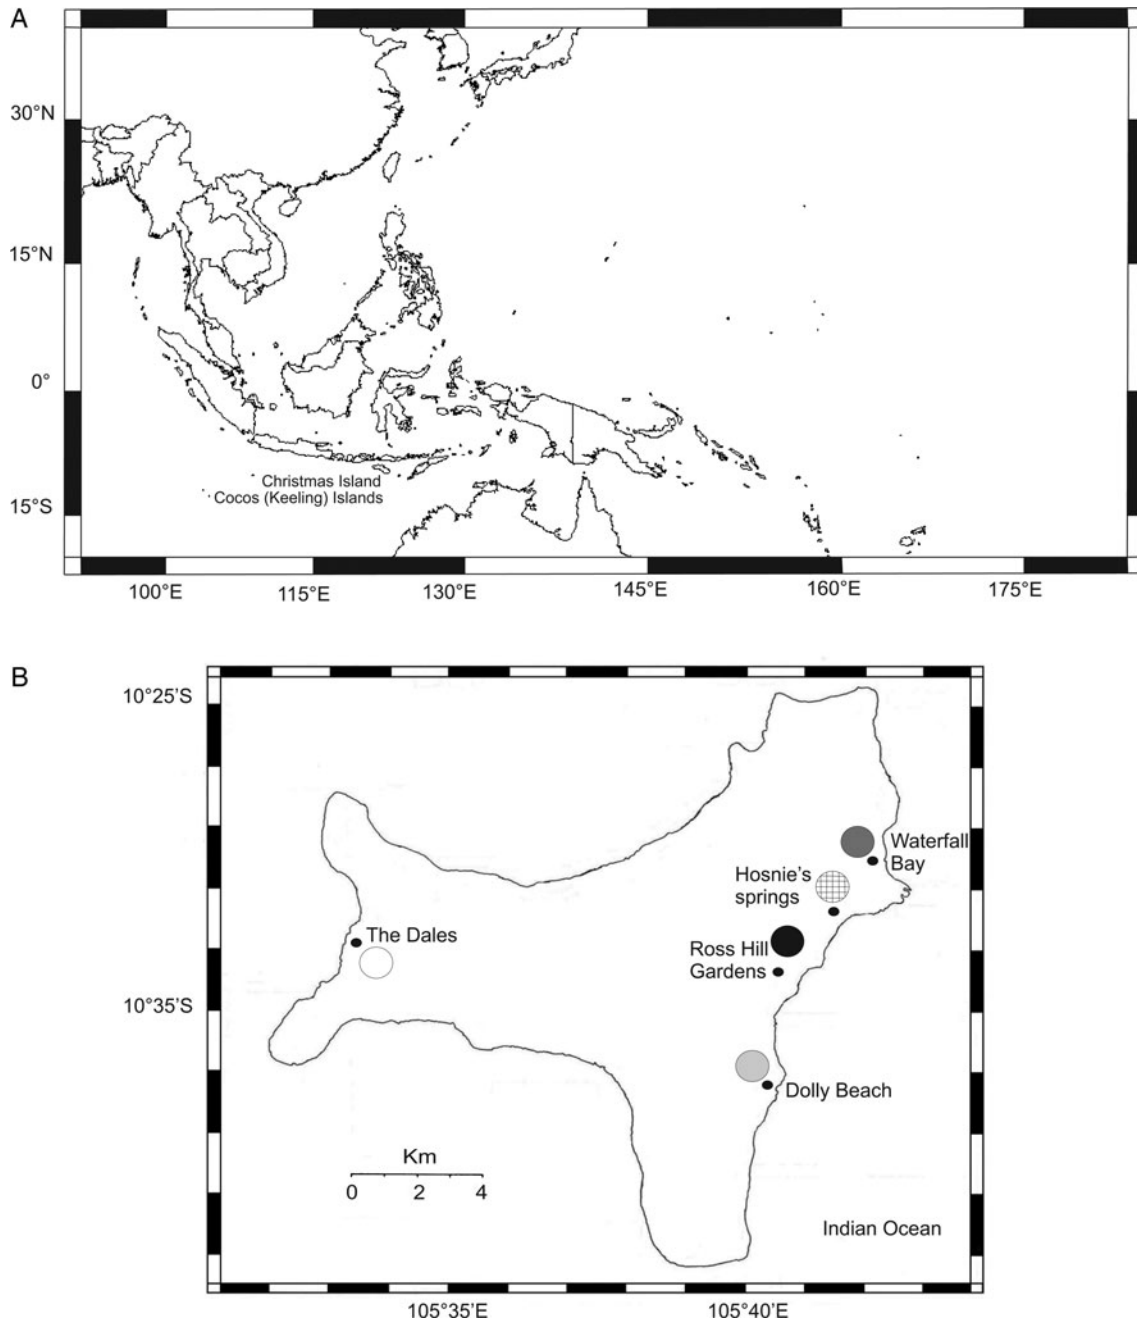 A
30°N
15°N
0°
15°S
Christmas Island
Cocos (Keeling) Islands
100°E
115°E
130°E
145°E
160°E
175°E
B
10°25'S
10°35'S
Waterfall
Bay
Hosnie's
springs
The Dales
Ross Hill
Gardens
Dolly Beach
Km
0 2 4
Indian Ocean
105°35'E
105°40'E